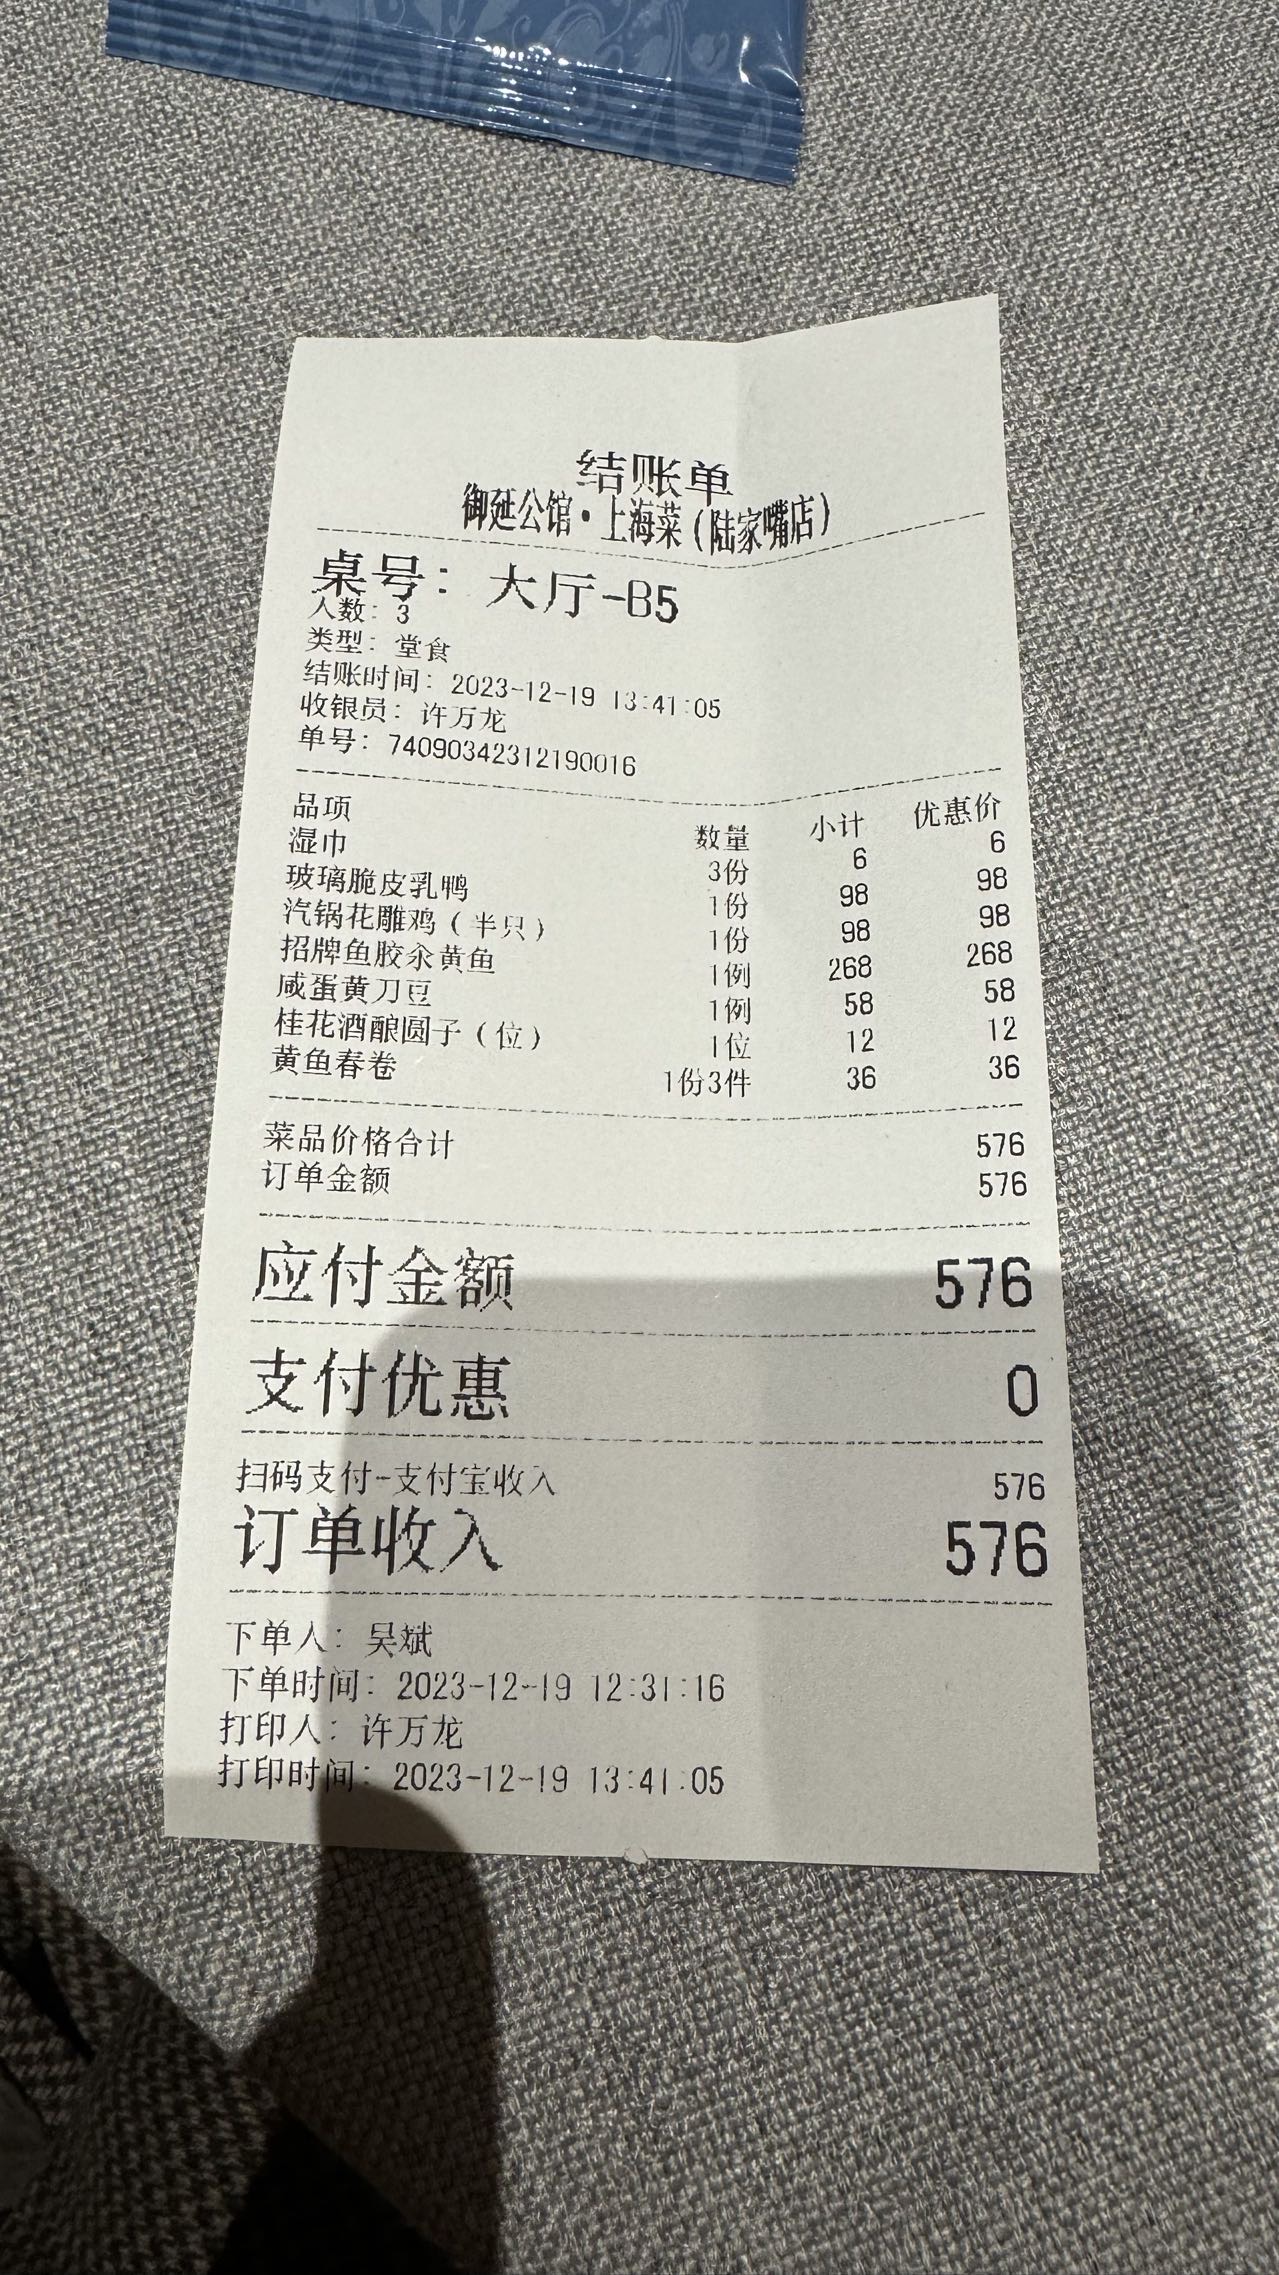 结账单
御延公馆·上海菜(陆家嘴店)
桌号: 大厅-B5
人数: 3
类型: 堂食
结账时间: 2023-12-19 13:41:05
收银员: 许万龙
单号: 74090342312190016
品项 数量 小计 优惠价
湿巾 3份 6 6
玻璃脆皮乳鸭 1份 98 98
汽锅花雕鸡(半只) 1份 98 98
招牌鱼胶汆黄鱼 1例 268 268
咸蛋黄刀豆 1例 58 58
桂花酒酿圆子(位) 1位 12 12
黄鱼春卷 1份3件 36 36
菜品价格合计 576
订单金额 576
应付金额 576
支付优惠 0
扫码支付-支付宝收入 576
订单收入 576
下单人: 吴斌
下单时间: 2023-12-19 12:31:16
打印人: 许万龙
打印时间: 2023-12-19 13:41:05